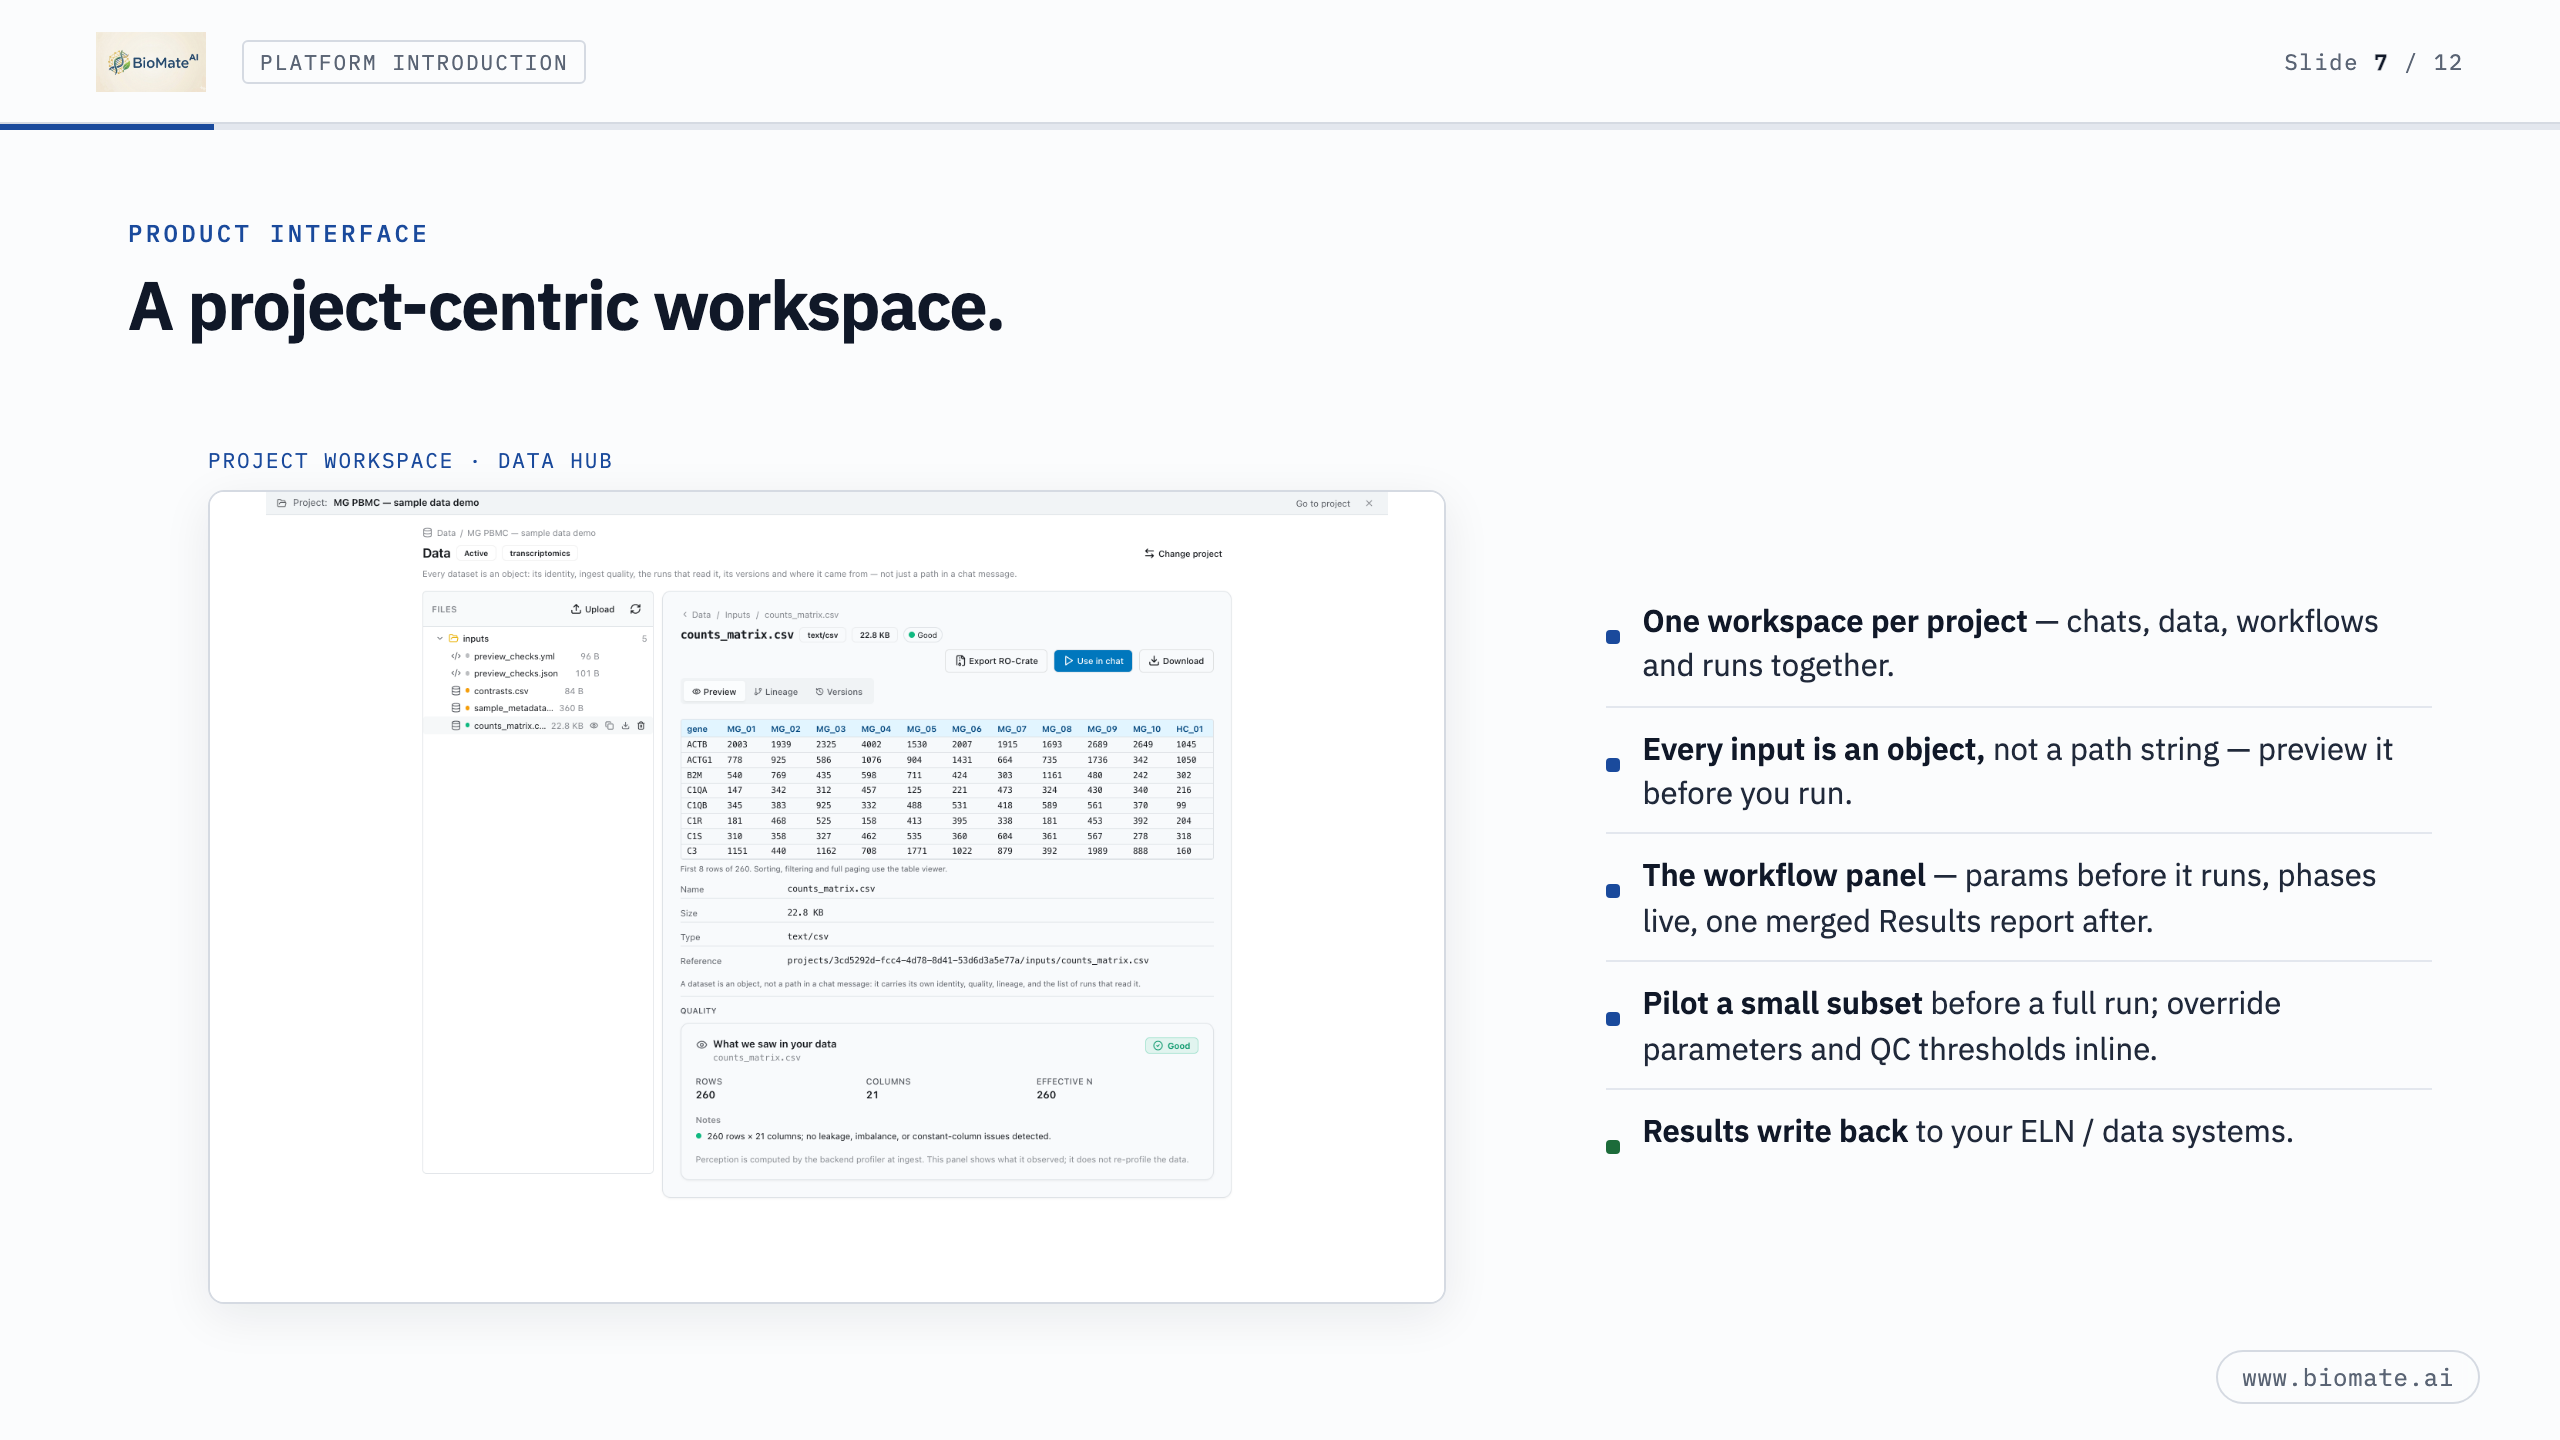 BioMateAI
PLATFORM INTRODUCTION
Slide 7 / 12
PRODUCT INTERFACE
A project-centric workspace.
PROJECT WORKSPACE · DATA HUB
Project: MG PBMC — sample data demo
Go to project ×
Data / MG PBMC — sample data demo
Data Active transcriptomics
Change project
Every dataset is an object: its identity, ingest quality, the runs that read it, its versions and where it came from — not just a path in a chat message.
FILES Upload
inputs 5
preview_checks.yml 96 B
preview_checks.json 101 B
contrasts.csv 84 B
sample_metadata... 360 B
counts_matrix.c... 22.8 KB
‹ Data / Inputs / counts_matrix.csv
counts_matrix.csv text/csv 22.8 KB Good
Export RO-Crate Use in chat Download
Preview Lineage Versions
gene MG_01 MG_02 MG_03 MG_04 MG_05 MG_06 MG_07 MG_08 MG_09 MG_10 HC_01
ACTB 2003 1939 2325 4002 1530 2007 1915 1693 2689 2649 1045
ACTG1 778 925 586 1076 904 1431 664 735 1736 342 1050
B2M 540 769 435 598 711 424 303 1161 480 242 302
C1QA 147 342 312 457 125 221 473 324 430 340 216
C1QB 345 383 925 332 488 531 418 589 561 370 99
C1R 181 468 525 158 413 395 338 181 453 392 204
C1S 310 358 327 462 535 360 604 361 567 278 318
C3 1151 440 1162 708 1771 1022 879 392 1989 888 160
First 8 rows of 260. Sorting, filtering and full paging use the table viewer.
Name counts_matrix.csv
Size 22.8 KB
Type text/csv
Reference projects/3cd5292d-fcc4-4d78-8d41-53d6d3a5e77a/inputs/counts_matrix.csv
A dataset is an object, not a path in a chat message: it carries its own identity, quality, lineage, and the list of runs that read it.
QUALITY
What we saw in your data Good
counts_matrix.csv
ROWS COLUMNS EFFECTIVE N
260 21 260
Notes
260 rows × 21 columns; no leakage, imbalance, or constant-column issues detected.
Perception is computed by the backend profiler at ingest. This panel shows what it observed; it does not re-profile the data.
One workspace per project — chats, data, workflows
and runs together.
Every input is an object, not a path string — preview it
before you run.
The workflow panel — params before it runs, phases
live, one merged Results report after.
Pilot a small subset before a full run; override
parameters and QC thresholds inline.
Results write back to your ELN / data systems.
www.biomate.ai